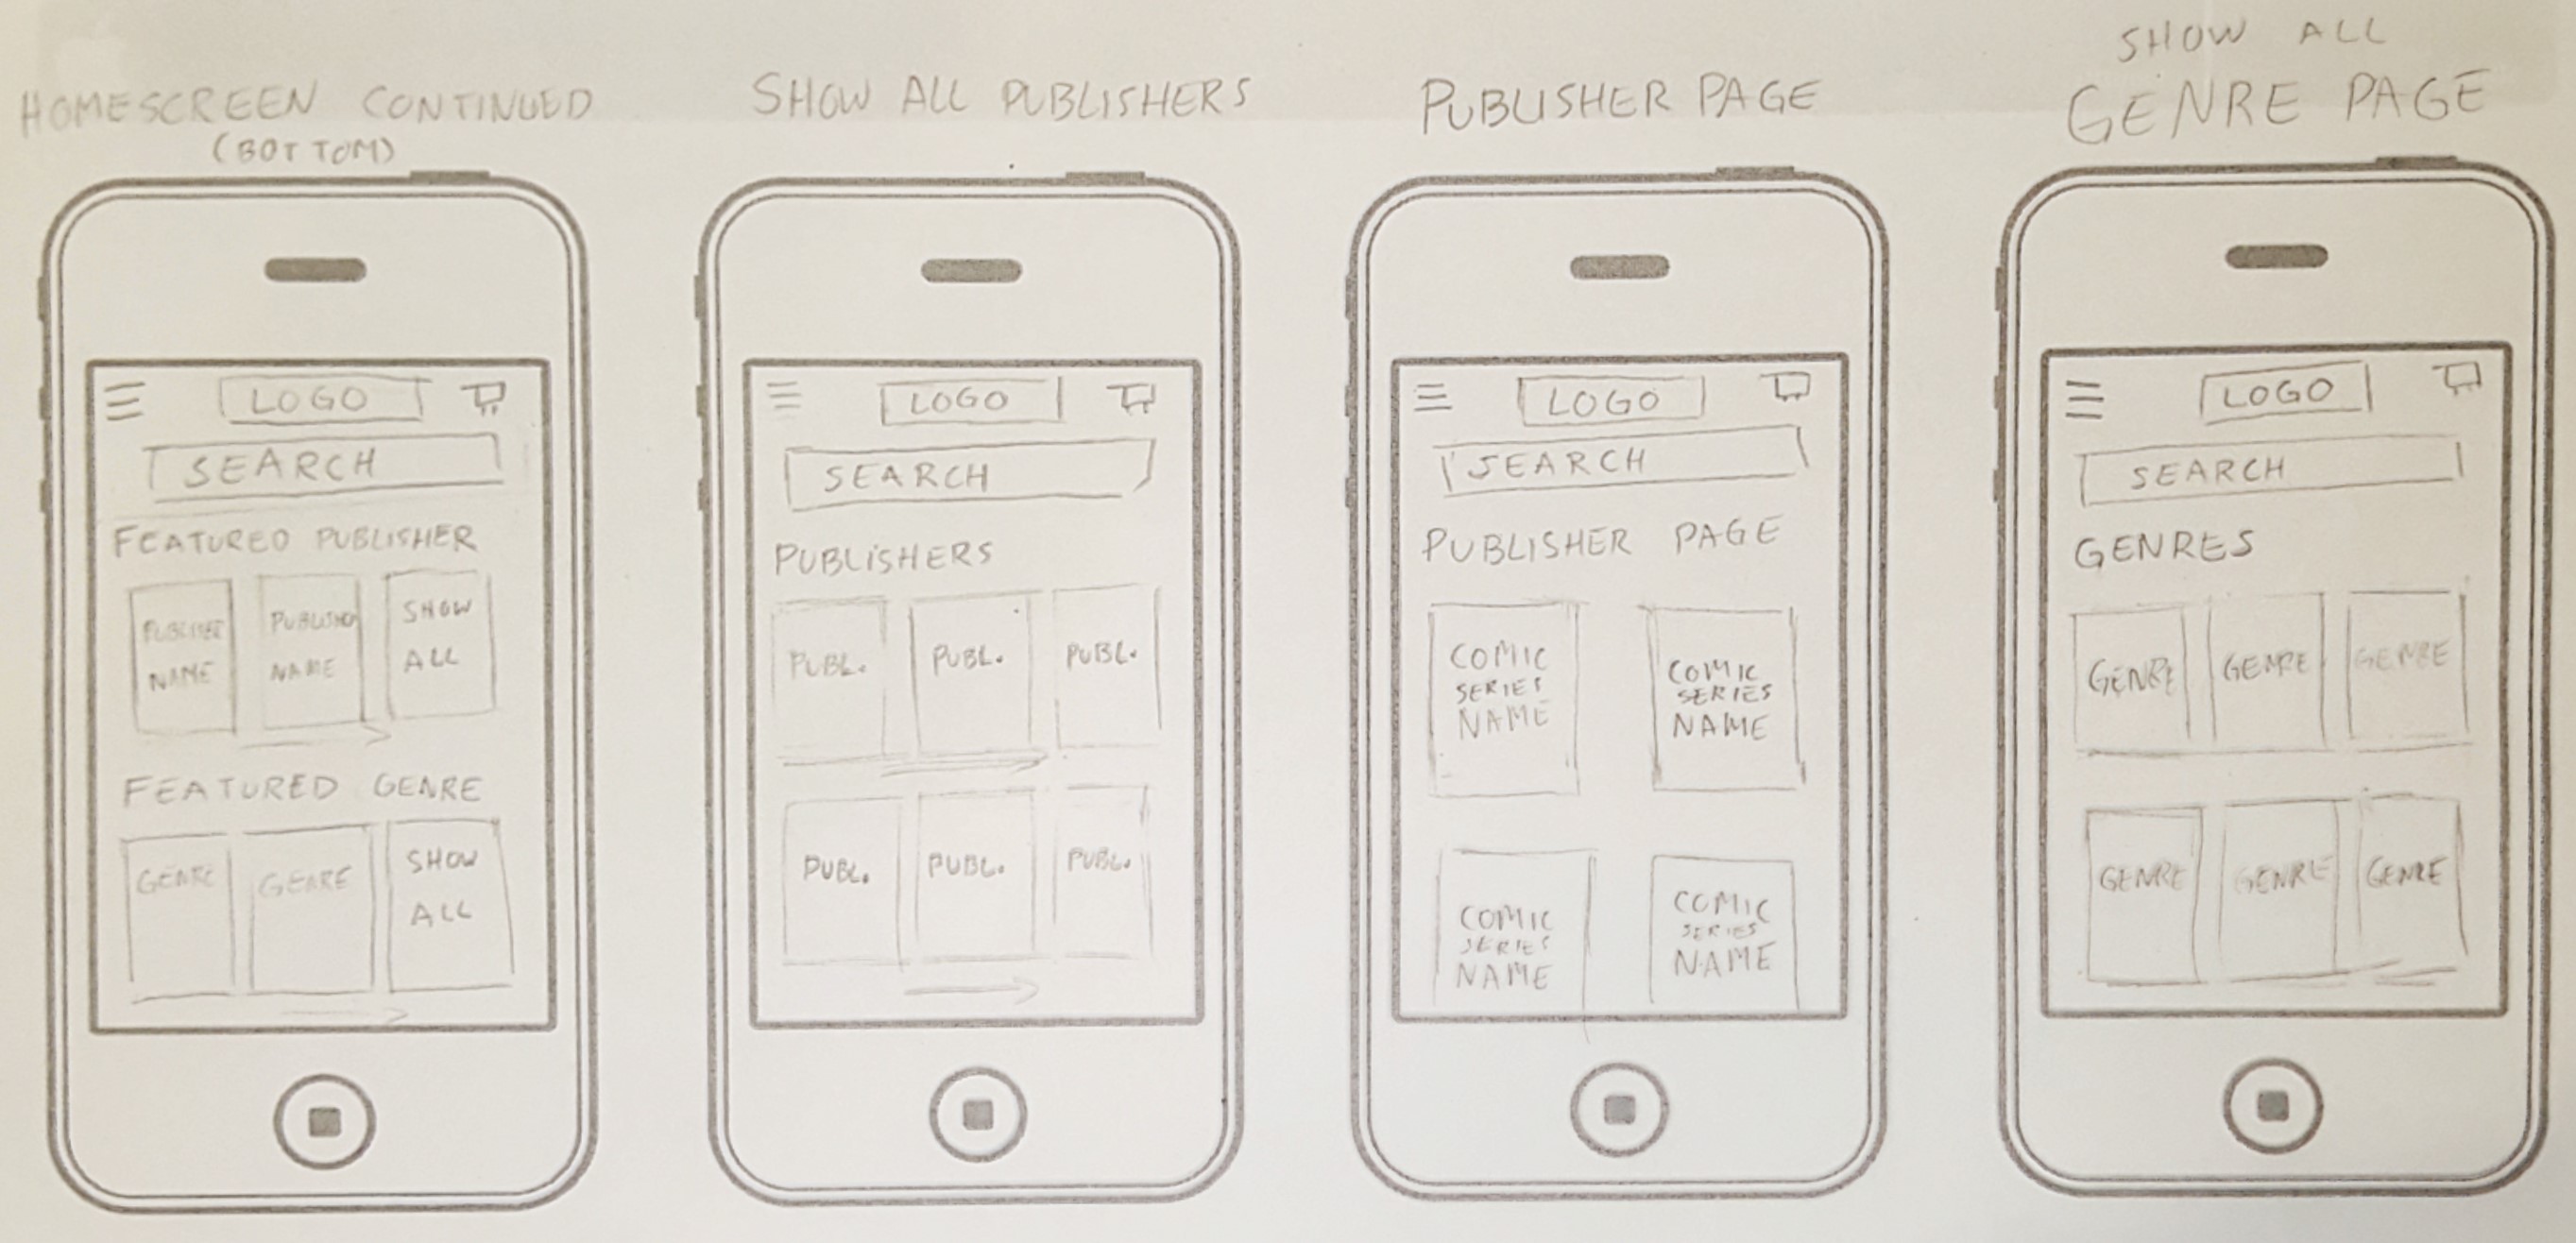 HOMESCREEN CONTINUED
(BOTTOM)
LOGO
SEARCH
FEATURED PUBLISHER
PUBLISHER NAME
PUBLISHER NAME
SHOW ALL
FEATURED GENRE
GENRE
GENRE
SHOW ALL
SHOW ALL PUBLISHERS
LOGO
SEARCH
PUBLISHERS
PUBL. PUBL. PUBL.
PUBL. PUBL. PUBL.
PUBLISHER PAGE
LOGO
SEARCH
PUBLISHER PAGE
COMIC
SERIES
NAME
COMIC
SERIES
NAME
COMIC
SERIES
NAME
COMIC
SERIES
NAME
SHOW ALL
GENRE PAGE
LOGO
SEARCH
GENRES
GENRE GENRE GENRE
GENRE GENRE GENRE